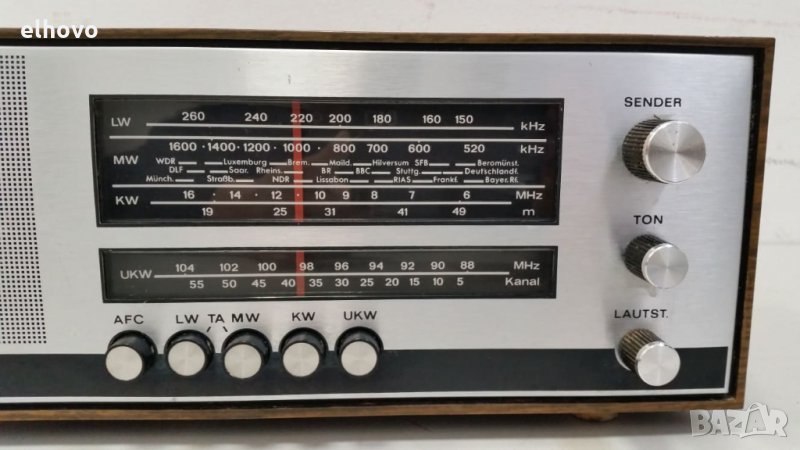 elhovo
SENDER
LW 260 240 220 200 180 160 150 kHz
1600 · 1400 · 1200 · 1000 · 800 700 600 520 kHz
MW
WDR Luxemburg Brem. Maild. Hilversum SFB Beromünst.
DLF Saar. Rheins. BR BBC Stuttg. Deutschlandf.
Münch. Straßb. NDR Lissabon RIAS Frankf. Bayer.Rf.
KW 16 · 14 · 12 · 10 9 8 7 6 MHz
19 25 31 41 49 m
TON
UKW
104 102 100 98 96 94 92 90 88 MHz
55 50 45 40 35 30 25 20 15 10 5 Kanal
AFC LW TA MW KW UKW
LAUTST.
BAZAR